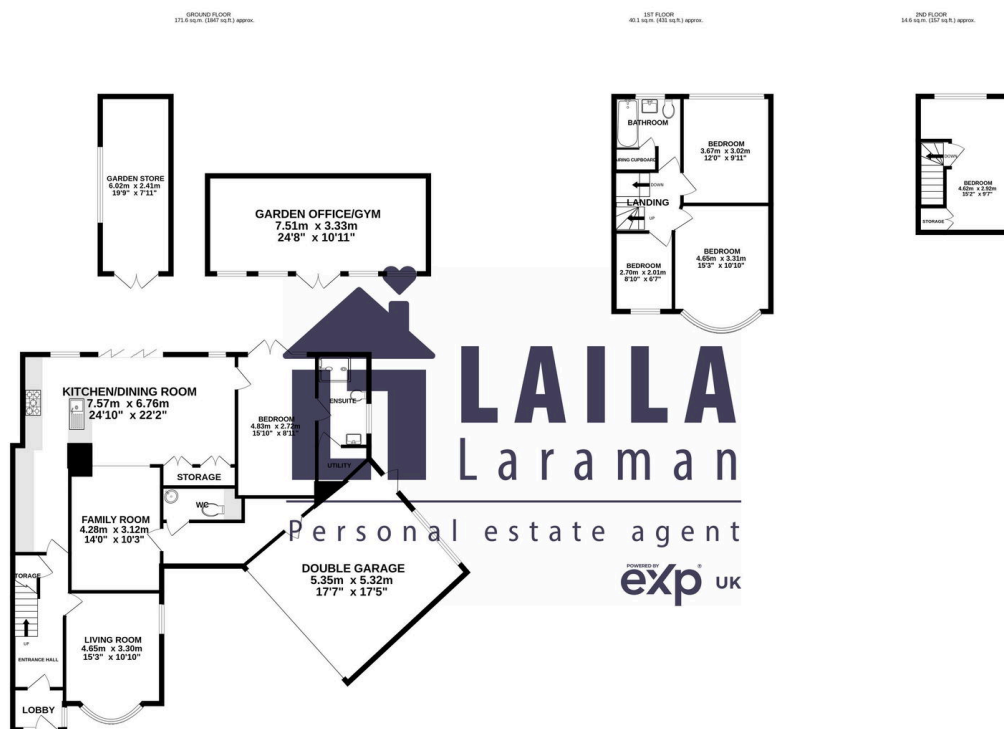 GROUND FLOOR
171.6 sq.m. (1847 sq.ft.) approx.
1ST FLOOR
40.1 sq.m. (431 sq.ft.) approx.
2ND FLOOR
14.6 sq.m. (157 sq.ft.) approx.
GARDEN STORE
6.02m x 2.41m
19'9" x 7'11"
GARDEN OFFICE/GYM
7.51m x 3.33m
24'8" x 10'11"
BATHROOM
BEDROOM
3.67m x 3.02m
12'0" x 9'11"
AIRING CUPBOARD
DOWN
LANDING
UP
BEDROOM
2.70m x 2.01m
8'10" x 6'7"
BEDROOM
4.65m x 3.31m
15'3" x 10'10"
DOWN
BEDROOM
4.62m x 2.92m
15'2" x 9'7"
STORAGE
KITCHEN/DINING ROOM
7.57m x 6.76m
24'10" x 22'2"
BEDROOM
4.83m x 2.72m
15'10" x 8'11"
ENSUITE
UTILITY
STORAGE
WC
FAMILY ROOM
4.28m x 3.12m
14'0" x 10'3"
DOUBLE GARAGE
5.35m x 5.32m
17'7" x 17'5"
TORAGE
UP
ENTRANCE HALL
LIVING ROOM
4.65m x 3.30m
15'3" x 10'10"
LOBBY
LAILA
Laraman
Personal estate agent
POWERED BY
exp® UK